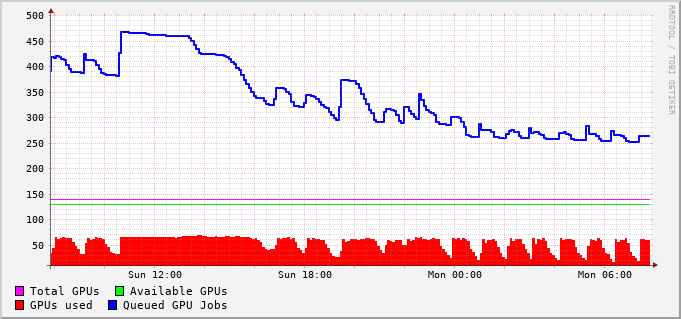 500
450
400
350
300
250
200
150
100
50
Sun 12:00 Sun 18:00 Mon 00:00 Mon 06:00
Total GPUs Available GPUs
GPUs used Queued GPU Jobs
RRDTOOL / TOBI OETIKER